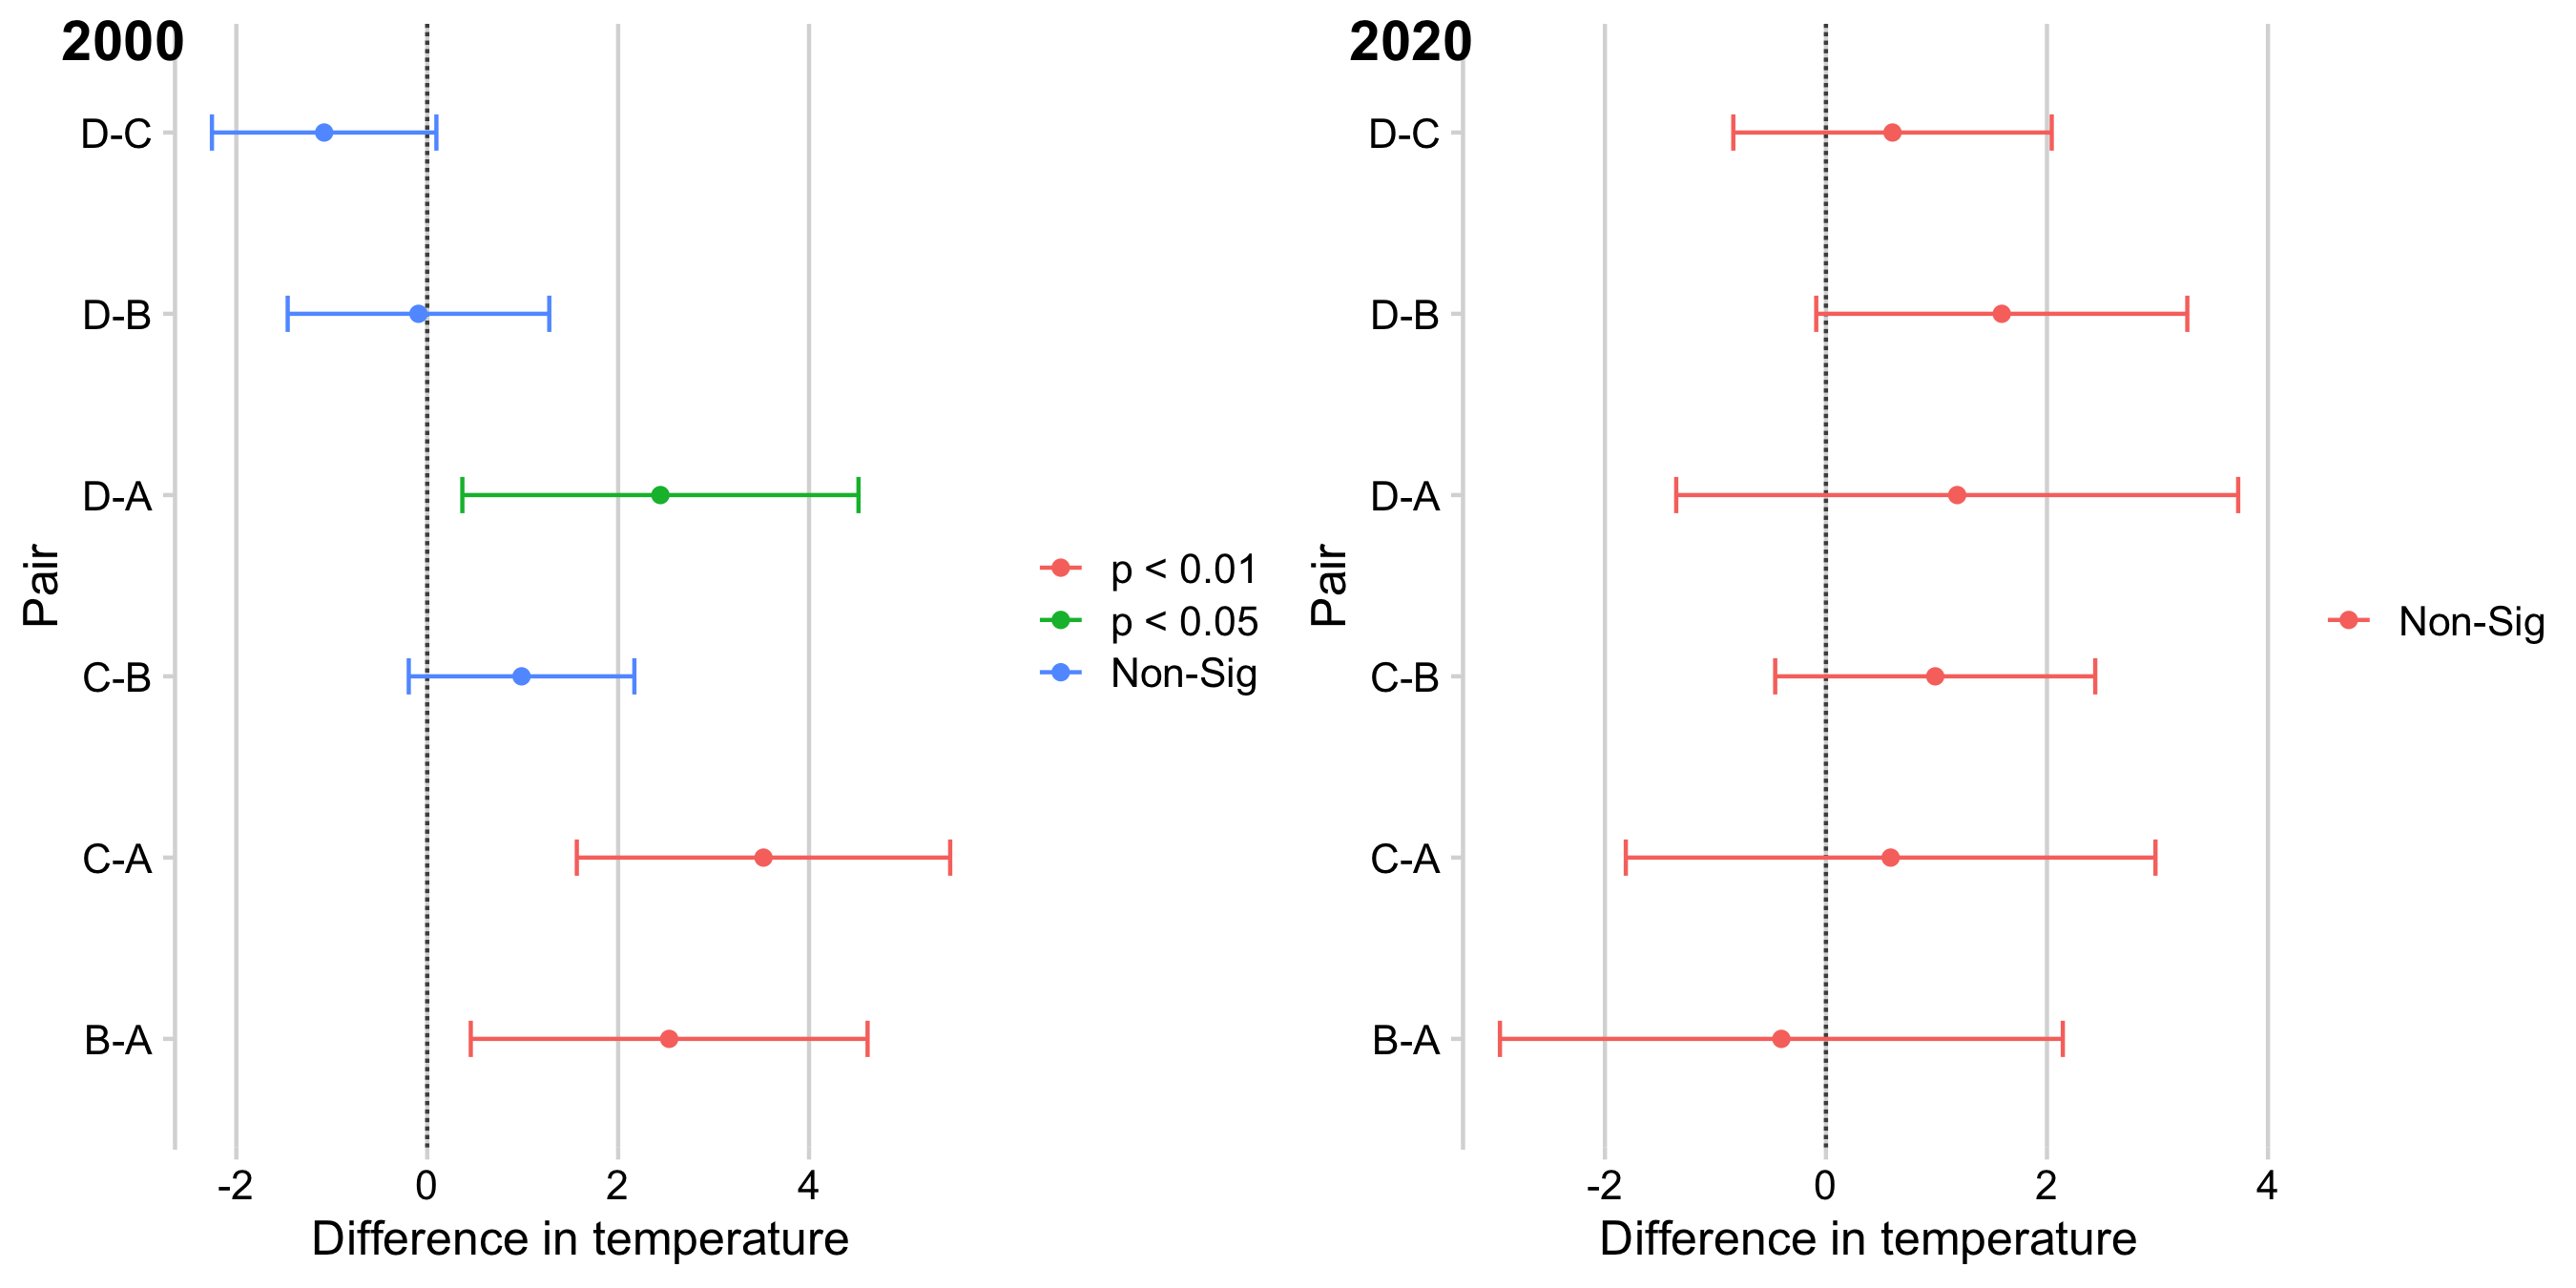 2000
D-C
D-B
D-A
C-B
C-A
B-A
Pair
-2 0 2 4
Difference in temperature
p < 0.01
p < 0.05
Non-Sig
2020
D-C
D-B
D-A
C-B
C-A
B-A
Pair
-2 0 2 4
Difference in temperature
Non-Sig